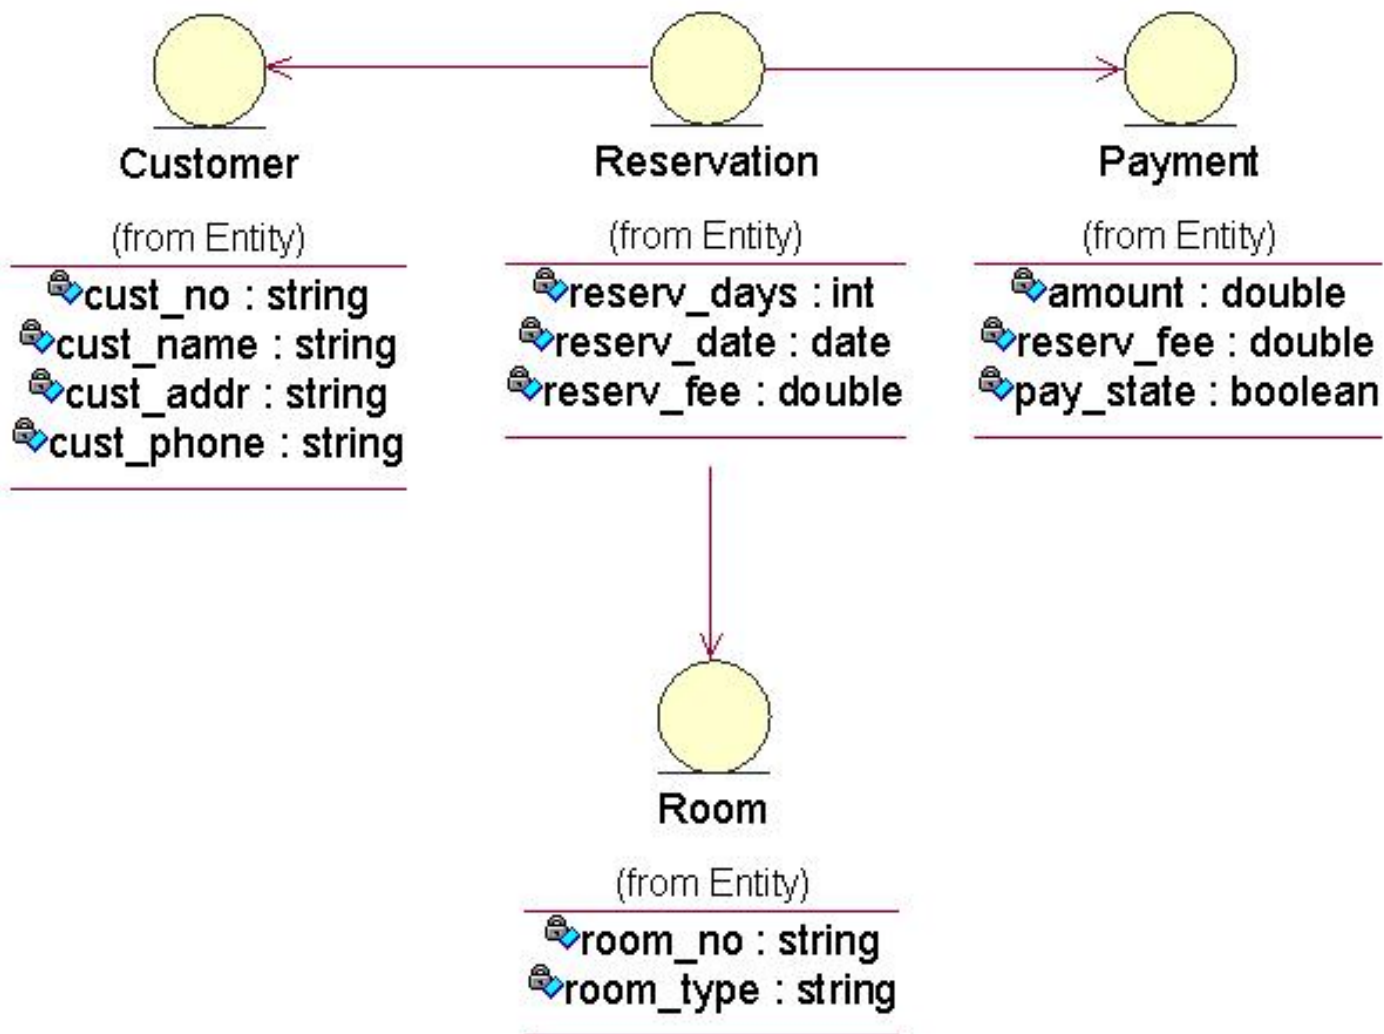 Customer
(from Entity)
cust_no : string
cust_name : string
cust_addr : string
cust_phone : string
Reservation
(from Entity)
reserv_days : int
reserv_date : date
reserv_fee : double
Payment
(from Entity)
amount : double
reserv_fee : double
pay_state : boolean
Room
(from Entity)
room_no : string
room_type : string